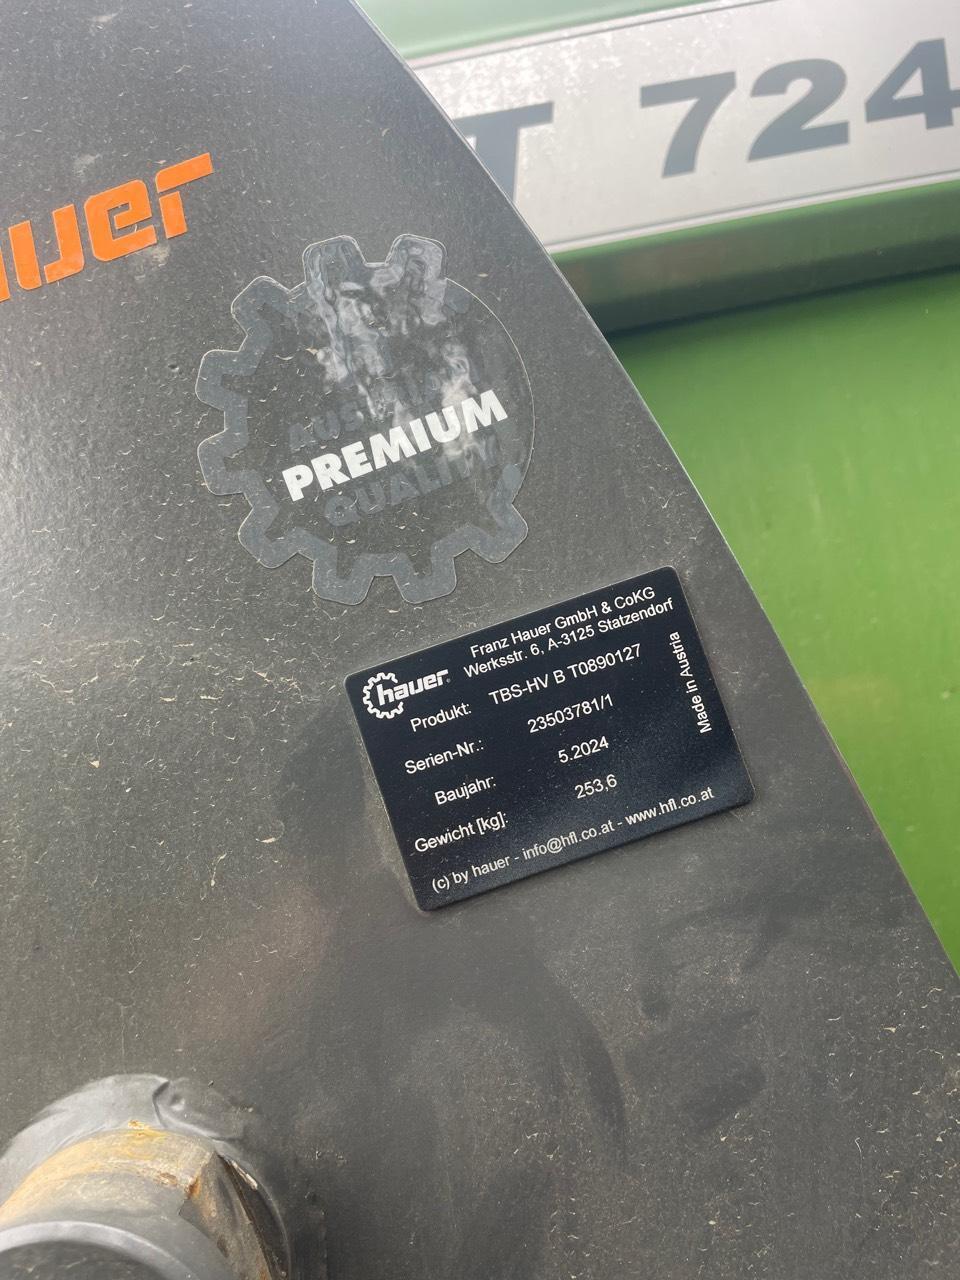 T 724
auer
AUSTRIAN
PREMIUM
QUALITY
hauer®
Franz Hauer GmbH & CoKG
Werksstr. 6, A-3125 Statzendorf
Produkt: TBS-HV B T0890127
Serien-Nr.: 23503781/1
Baujahr: 5.2024
Gewicht [kg]: 253,6
Made in Austria
(c) by hauer - info@hfl.co.at - www.hfl.co.at